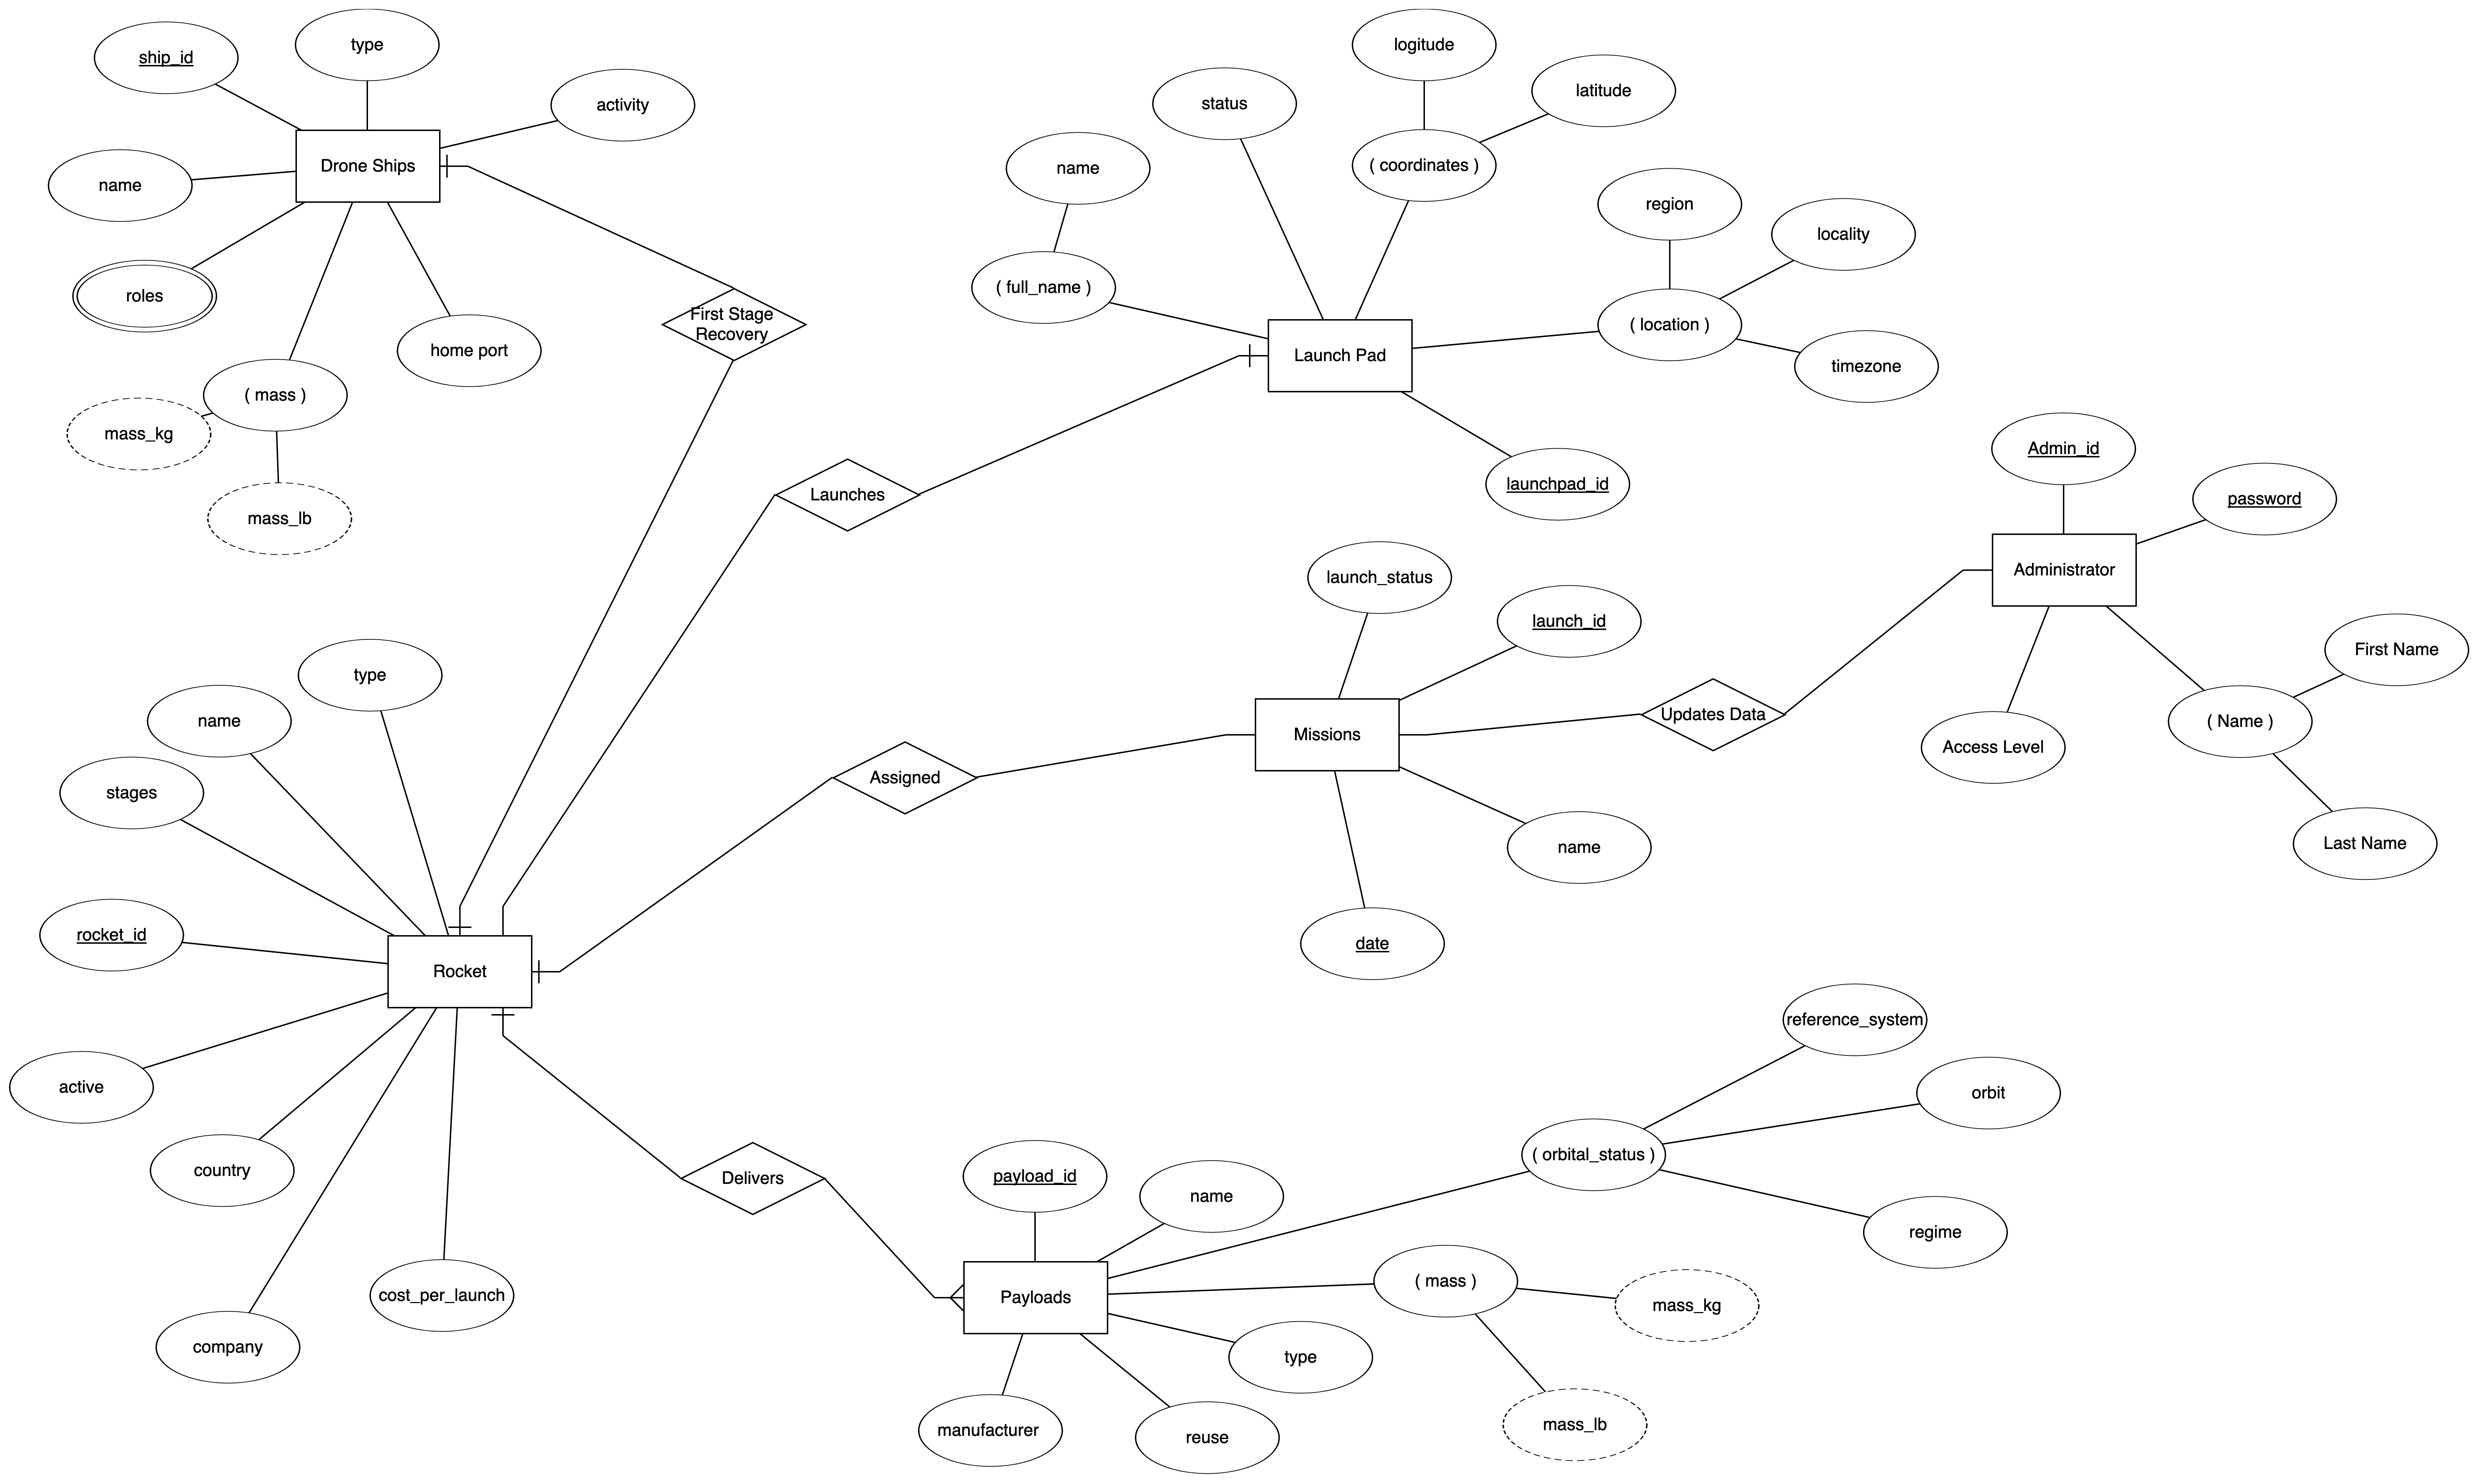 ship_id
type
activity
Drone Ships
name
roles
( mass )
home port
mass_kg
mass_lb
First Stage
Recovery
logitude
latitude
status
( coordinates )
name
( full_name )
region
locality
( location )
timezone
Launch Pad
launchpad_id
Launches
Admin_id
password
Administrator
First Name
( Name )
Last Name
Access Level
launch_status
launch_id
Missions
Updates Data
name
date
Assigned
type
name
stages
rocket_id
Rocket
active
country
company
cost_per_launch
Delivers
payload_id
name
Payloads
manufacturer
reuse
type
( mass )
mass_kg
mass_lb
( orbital_status )
reference_system
orbit
regime